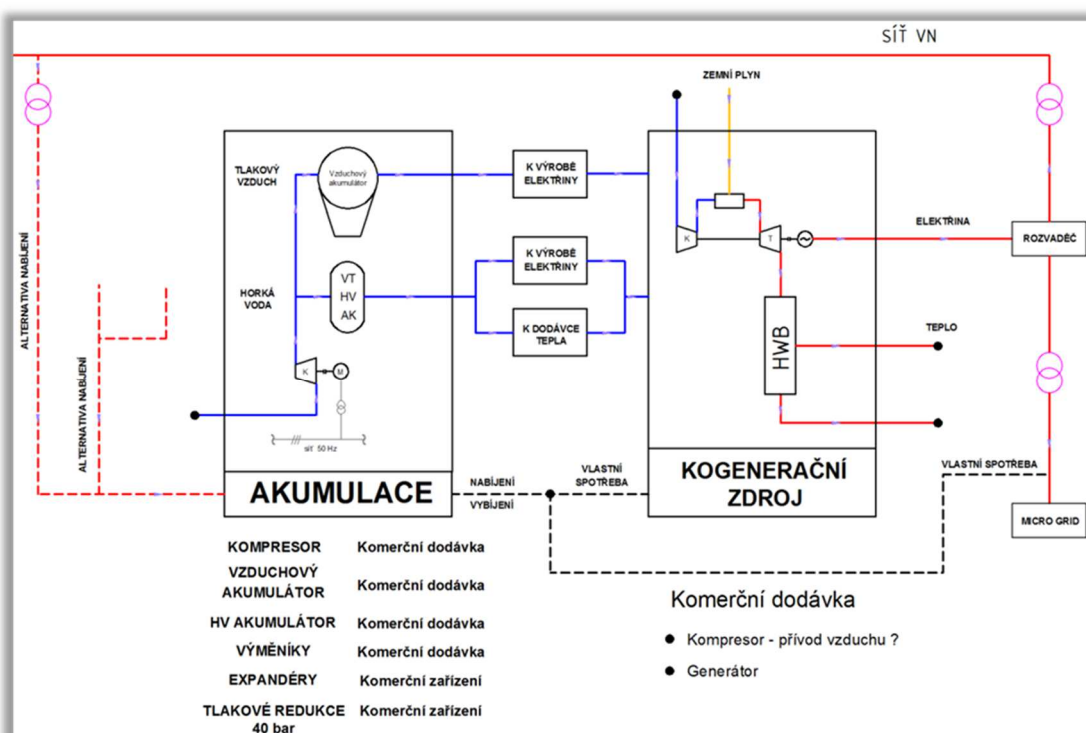 SÍŤ VN
ZEMNÍ PLYN
TLAKOVÝ
VZDUCH
Vzduchový
akumulátor
K VÝROBĚ
ELEKTŘINY
K
T
ELEKTŘINA
ROZVADĚČ
ALTERNATIVA NABÍJENÍ
HORKÁ
VODA
VT
HV
AK
K VÝROBĚ
ELEKTŘINY
K DODÁVCE
TEPLA
HWB
TEPLO
K
M
síť 50 Hz
ALTERNATIVA NABÍJENÍ
AKUMULACE
NABÍJENÍ
VYBÍJENÍ
VLASTNÍ
SPOTŘEBA
KOGENERAČNÍ
ZDROJ
VLASTNÍ SPOTŘEBA
MICRO GRID
KOMPRESOR Komerční dodávka
VZDUCHOVÝ
AKUMULÁTOR Komerční dodávka
HV AKUMULÁTOR Komerční dodávka
VÝMĚNÍKY Komerční dodávka
EXPANDÉRY Komerční zařízení
TLAKOVÉ REDUKCE Komerční zařízení
40 bar
Komerční dodávka
Kompresor - přívod vzduchu ?
Generátor